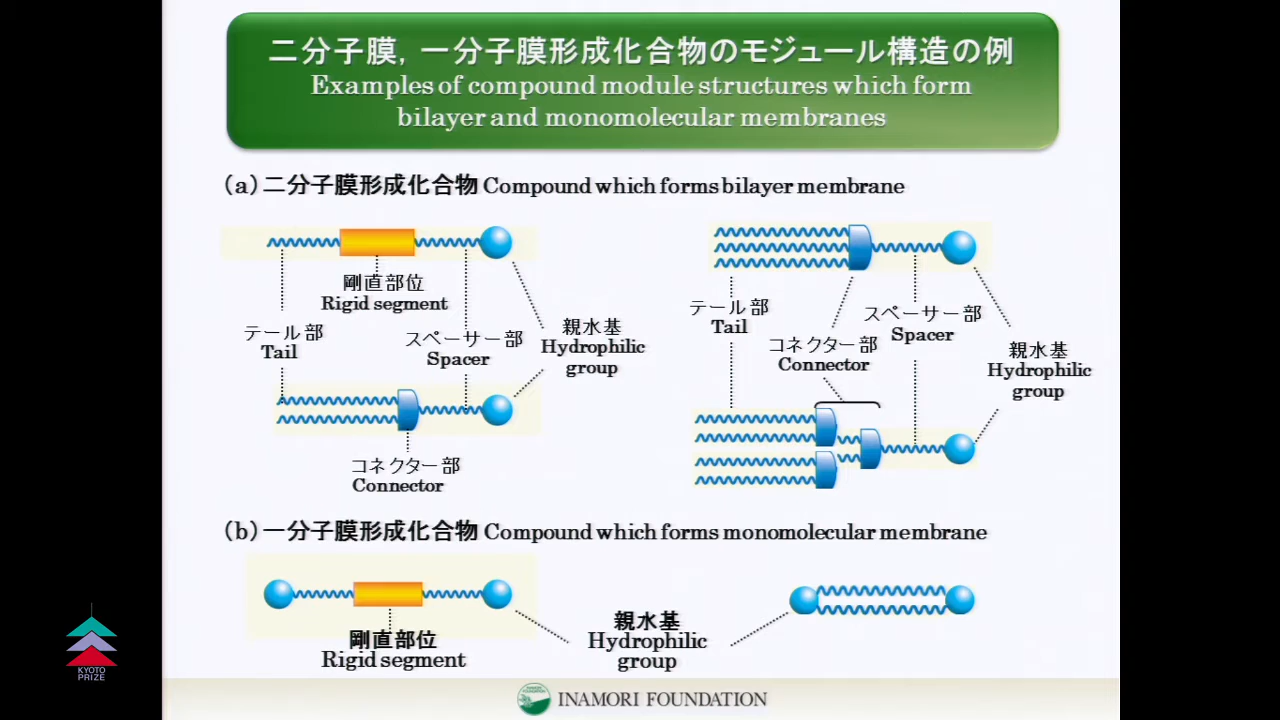 二分子膜，一分子膜形成化合物のモジュール構造の例
Examples of compound module structures which form
bilayer and monomolecular membranes
（a）二分子膜形成化合物 Compound which forms bilayer membrane
剛直部位
Rigid segment
テール部
Tail
スペーサー部
Spacer
親水基
Hydrophilic
group
コネクター部
Connector
テール部
Tail
コネクター部
Connector
スペーサー部
Spacer
親水基
Hydrophilic
group
（b）一分子膜形成化合物 Compound which forms monomolecular membrane
剛直部位
Rigid segment
親水基
Hydrophilic
group
KYOTO
PRIZE
INAMORI FOUNDATION